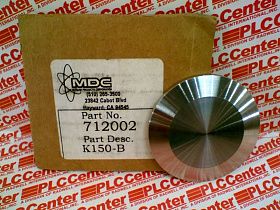 MDC
(510) 265-3500
23842 Cabot Blvd
Hayward, CA 94545
Part No.
712002
Part Desc.
K150-B
PLCCenter